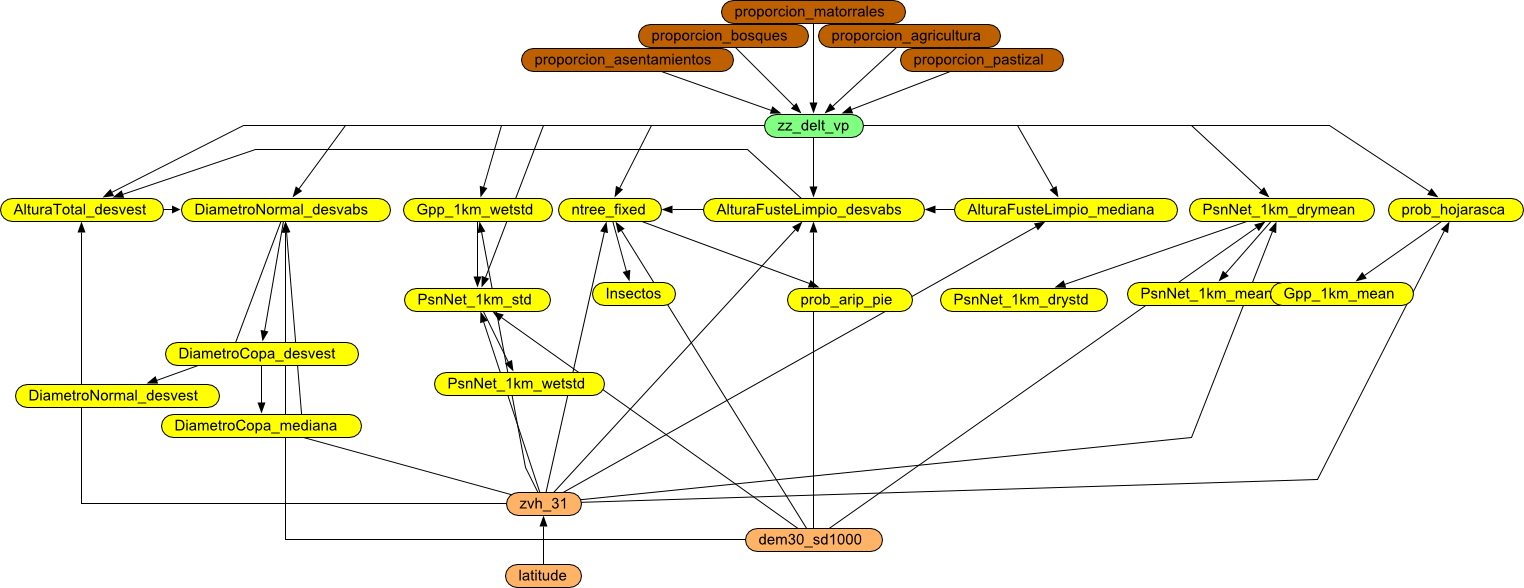 proporcion_matorrales
proporcion_bosques
proporcion_agricultura
proporcion_asentamientos
proporcion_pastizal
zz_delt_vp
AlturaTotal_desvest
DiametroNormal_desvabs
Gpp_1km_wetstd
ntree_fixed
AlturaFusteLimpio_desvabs
AlturaFusteLimpio_mediana
PsnNet_1km_drymean
prob_hojarasca
PsnNet_1km_std
Insectos
prob_arip_pie
PsnNet_1km_drystd
PsnNet_1km_mean
Gpp_1km_mean
DiametroCopa_desvest
PsnNet_1km_wetstd
DiametroNormal_desvest
DiametroCopa_mediana
zvh_31
dem30_sd1000
latitude